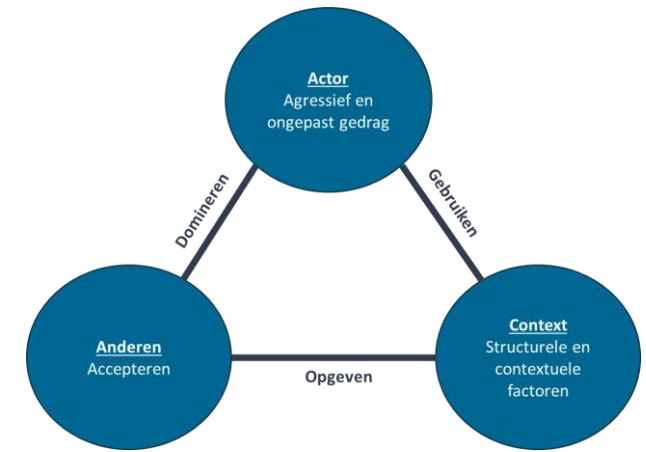 Actor
Agressief en
ongepast gedrag
Domineren
Gebruiken
Anderen
Accepteren
Context
Structurele en
contextuele
factoren
Opgeven